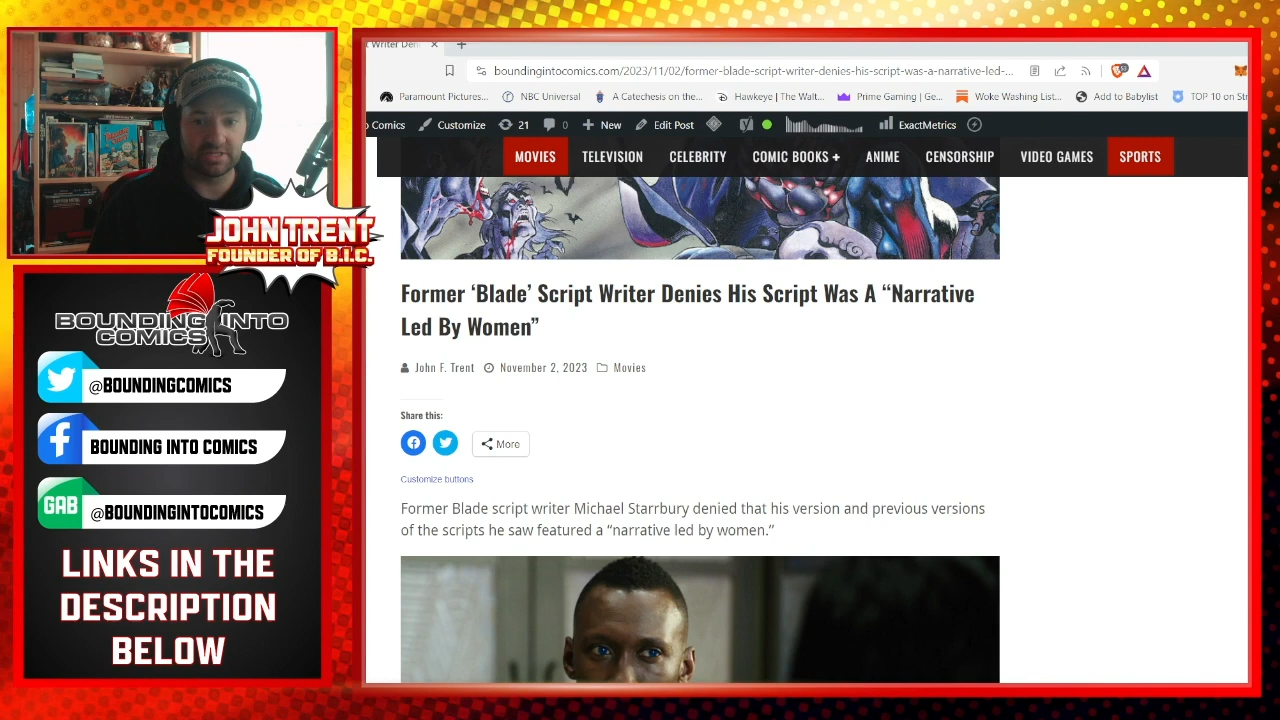 JOHN TRENT
FOUNDER OF B.I.C.
BOUNDING INTO
COMICS
@BOUNDINGCOMICS
BOUNDING INTO COMICS
GAB
@BOUNDINGINTOCOMICS
LINKS IN THE
DESCRIPTION
BELOW
t Writer Den
boundingintocomics.com/2023/11/02/former-blade-script-writer-denies-his-script-was-a-narrative-led-...
Paramount Pictures... NBC Universal A Catechesis on the... Hawkeye | The Walt... Prime Gaming | Ge... Woke Washing List... Add to Babylist TOP 10 on Str
Comics Customize 21 0 New Edit Post ExactMetrics
MOVIES TELEVISION CELEBRITY COMIC BOOKS + ANIME CENSORSHIP VIDEO GAMES SPORTS
Former ‘Blade’ Script Writer Denies His Script Was A “Narrative
Led By Women”
John F. Trent November 2, 2023 Movies
Share this:
More
Customize buttons
Former Blade script writer Michael Starrbury denied that his version and previous versions
of the scripts he saw featured a “narrative led by women.”